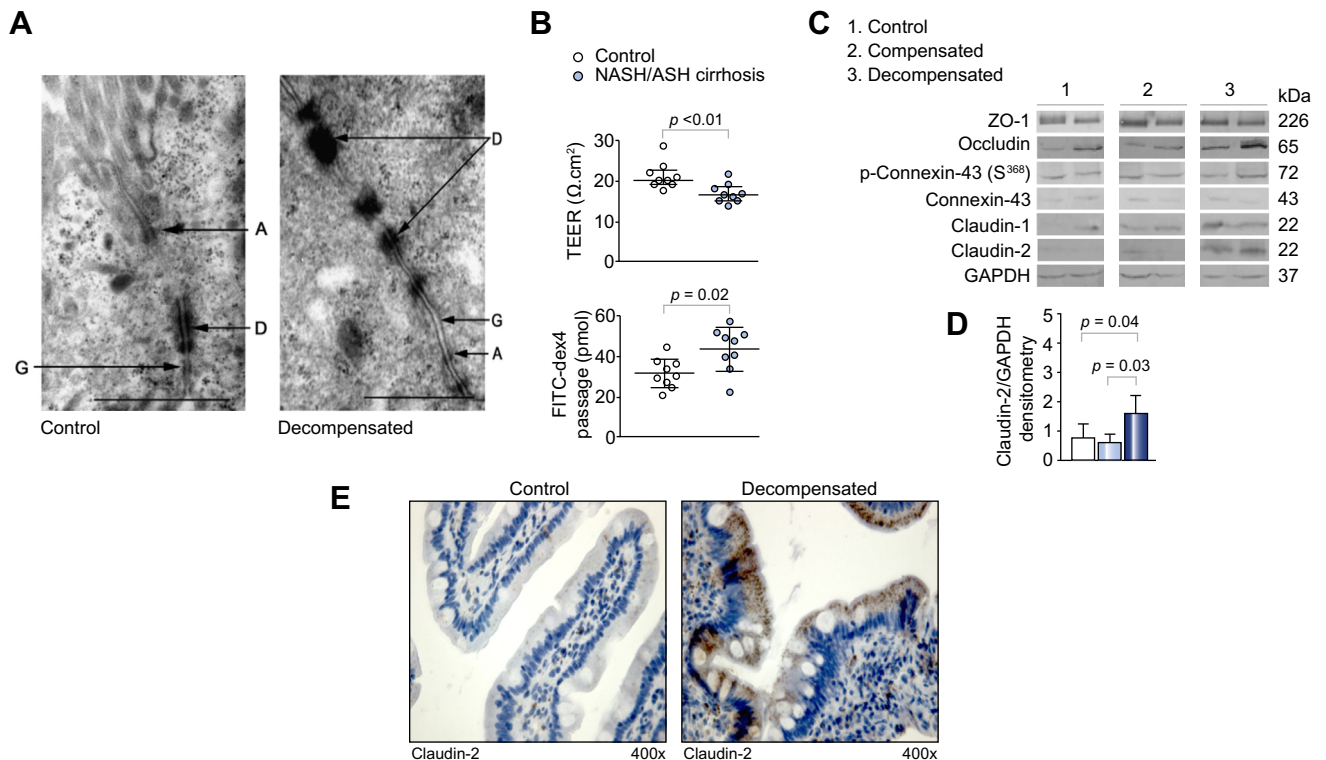 A
A
D
G
Control
D
G
A
Decompensated
B
Control
NASH/ASH cirrhosis
p <0.01
TEER (Ω.cm²)
30
20
10
0
p = 0.02
FITC-dex4
passage (pmol)
60
40
20
0
C
1. Control
2. Compensated
3. Decompensated
1 2 3 kDa
ZO-1 226
Occludin 65
p-Connexin-43 (S³⁶⁸) 72
Connexin-43 43
Claudin-1 22
Claudin-2 22
GAPDH 37
D
Claudin-2/GAPDH
densitometry
5
4
3
2
1
0
p = 0.04
p = 0.03
E
Control
Decompensated
Claudin-2 400x
Claudin-2 400x